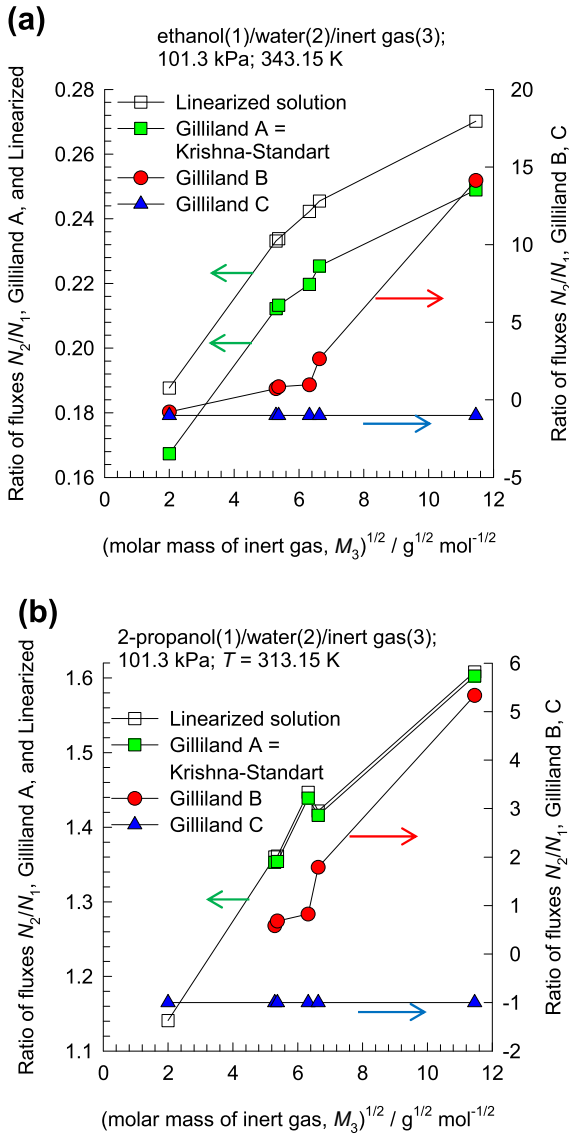 (a)
ethanol(1)/water(2)/inert gas(3);
101.3 kPa; 343.15 K
Ratio of fluxes N2/N1, Gilliland A, and Linearized
0.28
0.26
0.24
0.22
0.20
0.18
0.16
Linearized solution
Gilliland A =
Krishna-Standart
Gilliland B
Gilliland C
20
15
10
5
0
-5
Ratio of fluxes N2/N1, Gilliland B, C
0 2 4 6 8 10 12
(molar mass of inert gas, M3)^1/2 / g^1/2 mol^-1/2
(b)
2-propanol(1)/water(2)/inert gas(3);
101.3 kPa; T = 313.15 K
Ratio of fluxes N2/N1, Gilliland A, and Linearized
1.6
1.5
1.4
1.3
1.2
1.1
Linearized solution
Gilliland A =
Krishna-Standart
Gilliland B
Gilliland C
6
5
4
3
2
1
0
-1
-2
Ratio of fluxes N2/N1, Gilliland B, C
0 2 4 6 8 10 12
(molar mass of inert gas, M3)^1/2 / g^1/2 mol^-1/2